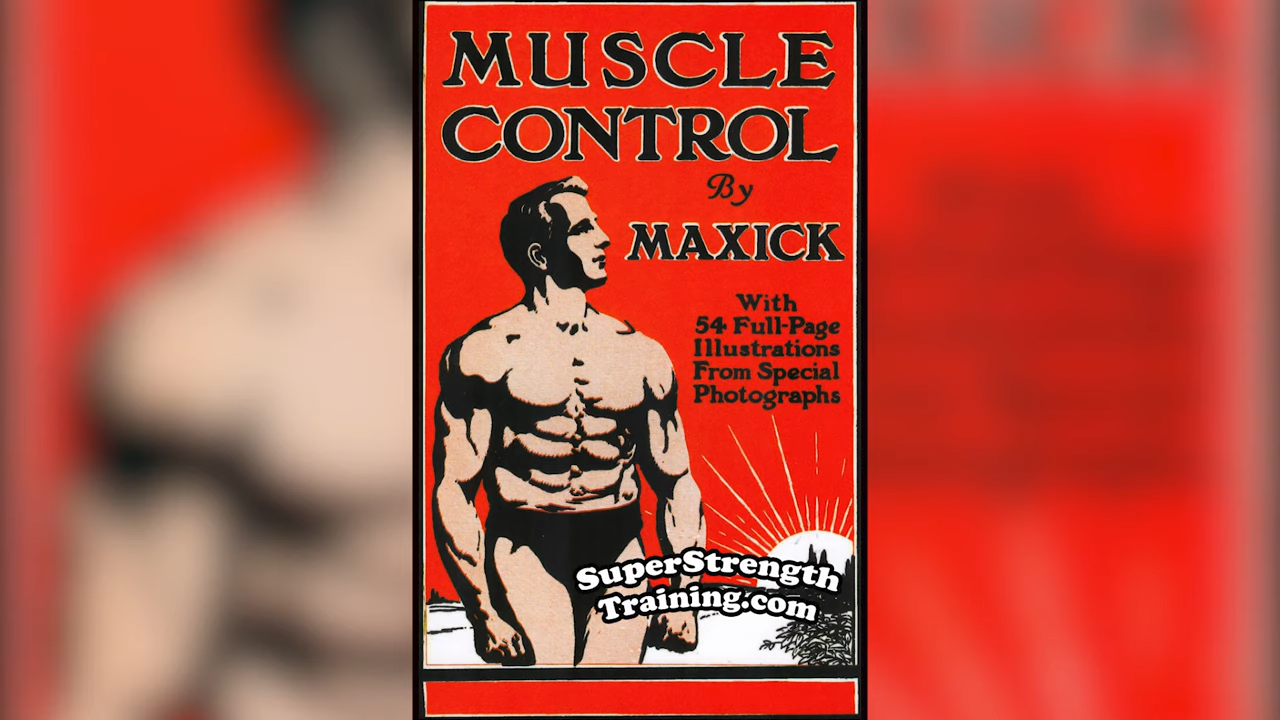 MUSCLE
CONTROL
By
MAXICK
With
54 Full-Page
Illustrations
From Special
Photographs
SuperStrength
Training.com